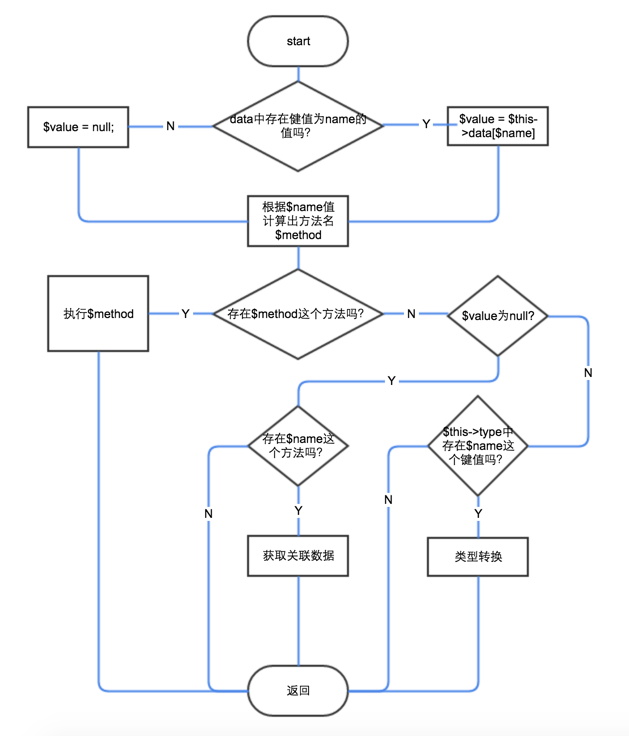 start
data中存在健值为name的
值吗?
N
Y
$value = null;
$value = $this-
>data[$name]
根据$name值
计算出方法名
$method
执行$method
Y
存在$method这个方法吗?
N
$value为null?
N
Y
存在$name这
个方法吗?
$this->type中
存在$name这
个键值吗?
N
Y
N
Y
获取关联数据
类型转换
返回